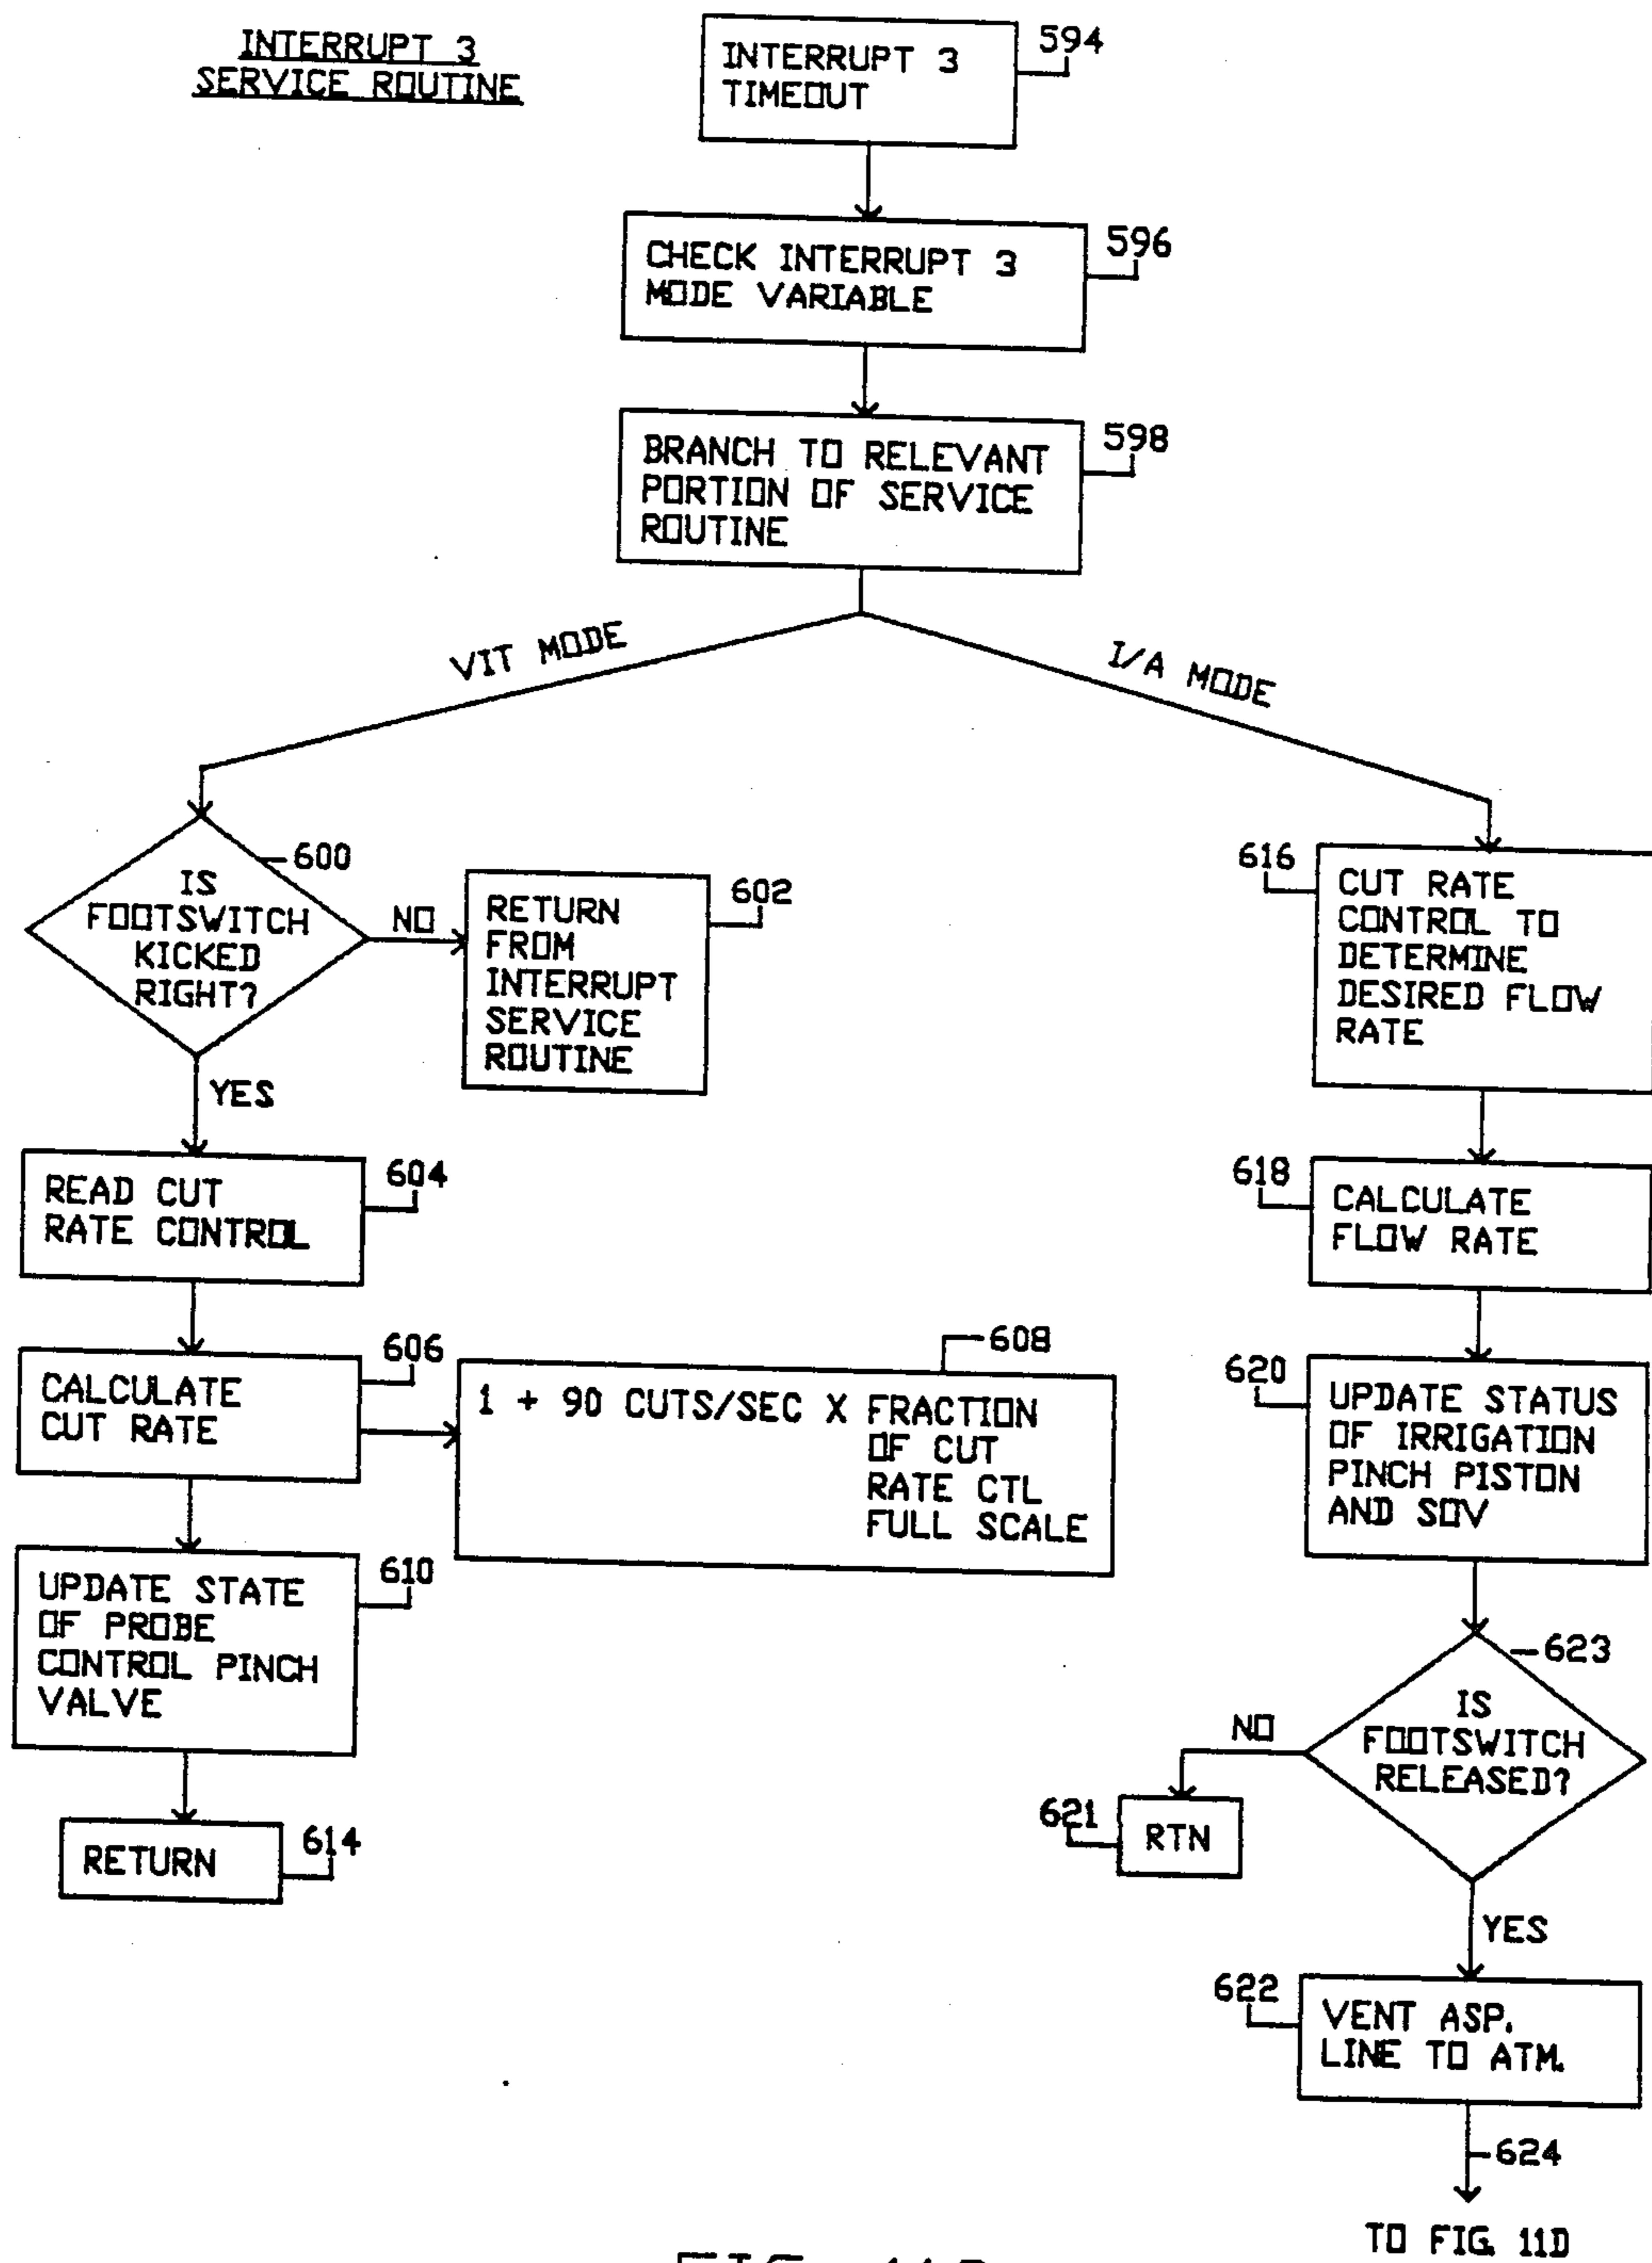 INTERRUPT 3
SERVICE ROUTINE
INTERRUPT 3
TIMEOUT
594
CHECK INTERRUPT 3
MODE VARIABLE
596
BRANCH TO RELEVANT
PORTION OF SERVICE
ROUTINE
598
VIT MODE
I/A MODE
600
IS
FOOTSWITCH
KICKED
RIGHT?
NO
YES
RETURN
FROM
INTERRUPT
SERVICE
ROUTINE
602
READ CUT
RATE CONTROL
604
CALCULATE
CUT RATE
606
608
1 + 90 CUTS/SEC X FRACTION
OF CUT
RATE CTL
FULL SCALE
UPDATE STATE
OF PROBE
CONTROL PINCH
VALVE
610
RETURN
614
616
CUT RATE
CONTROL TO
DETERMINE
DESIRED FLOW
RATE
618
CALCULATE
FLOW RATE
620
UPDATE STATUS
OF IRRIGATION
PINCH PISTON
AND SOV
623
IS
FOOTSWITCH
RELEASED?
NO
621
RTN
YES
622
VENT ASP.
LINE TO ATM.
624
TO FIG. 11D